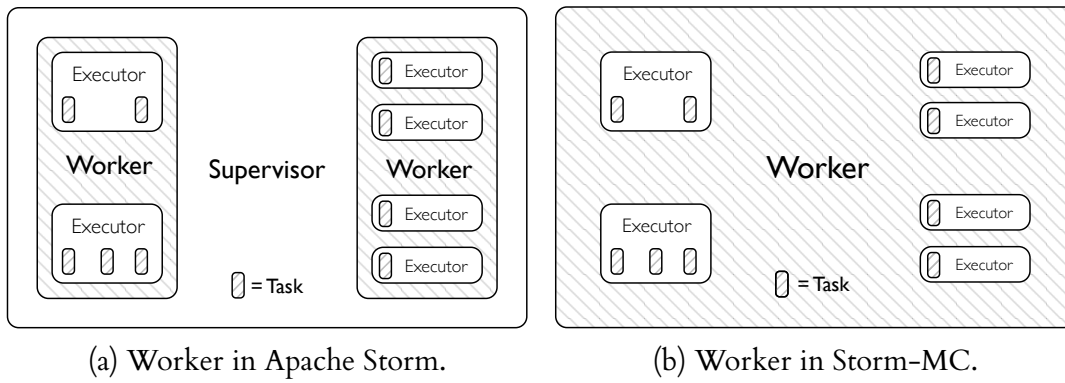 Executor
Worker
Executor
Supervisor
= Task
Executor
Executor
Worker
Executor
Executor
(a) Worker in Apache Storm.
Executor
Executor
Worker
= Task
Executor
Executor
Executor
Executor
(b) Worker in Storm-MC.